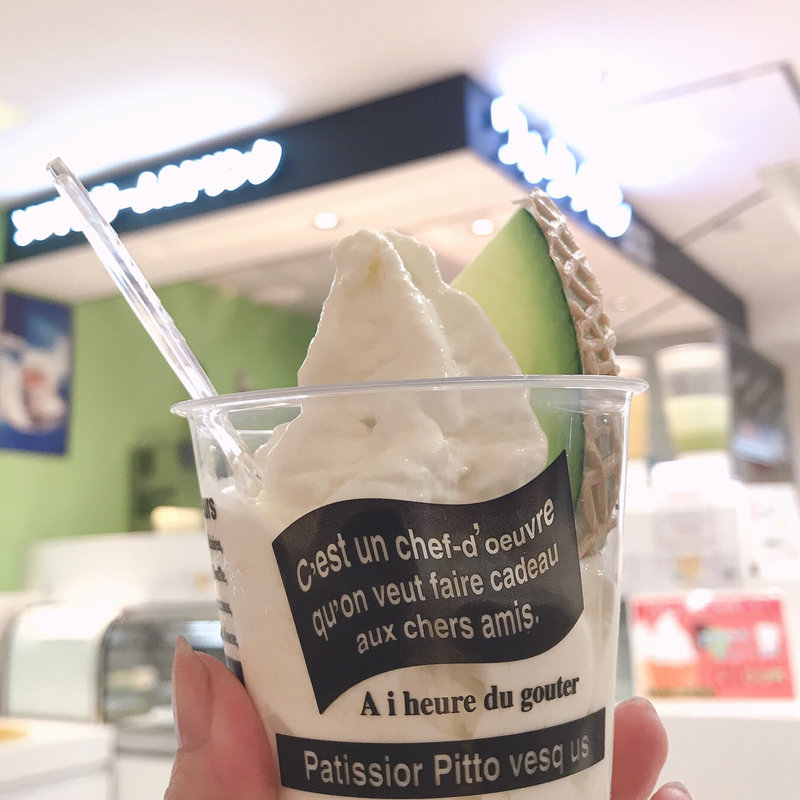 C'est un chef-d'oeuvre
qu'on veut faire cadeau
aux chers amis.
A i heure du gouter
Patissior Pitto vesq us